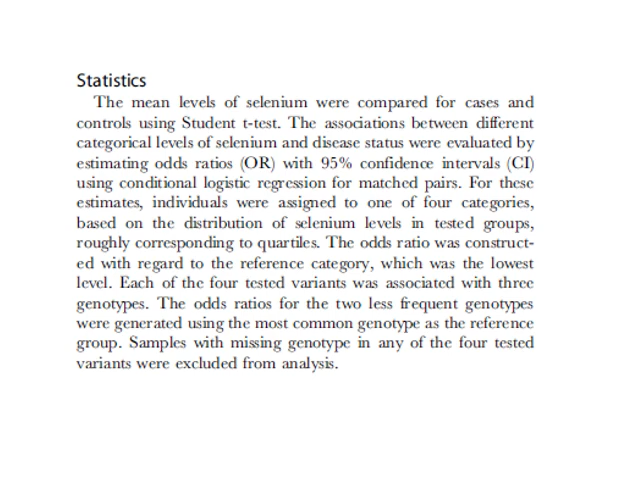 Statistics
The mean levels of selenium were compared for cases and
controls using Student t-test. The associations between different
categorical levels of selenium and disease status were evaluated by
estimating odds ratios (OR) with 95% confidence intervals (CI)
using conditional logistic regression for matched pairs. For these
estimates, individuals were assigned to one of four categories,
based on the distribution of selenium levels in tested groups,
roughly corresponding to quartiles. The odds ratio was construct-
ed with regard to the reference category, which was the lowest
level. Each of the four tested variants was associated with three
genotypes. The odds ratios for the two less frequent genotypes
were generated using the most common genotype as the reference
group. Samples with missing genotype in any of the four tested
variants were excluded from analysis.